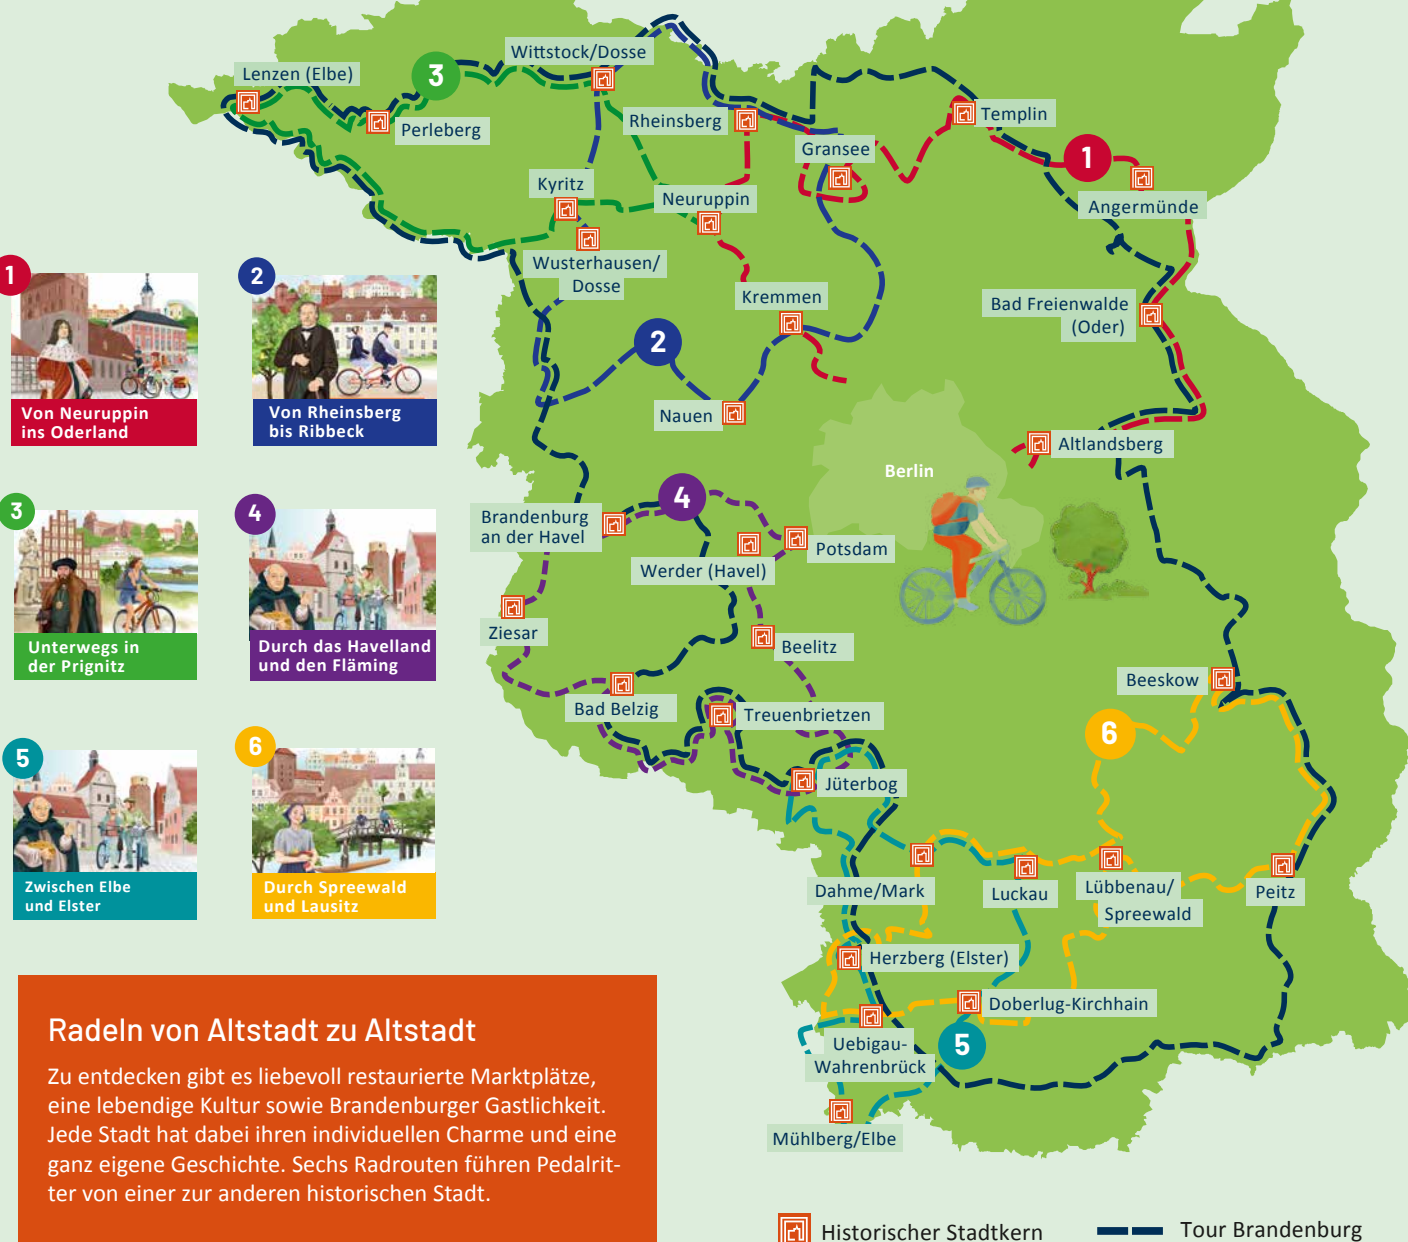 Wittstock/Dosse
Lenzen (Elbe)
3
Perleberg
Rheinsberg
Templin
Gransee
1
Kyritz
Neuruppin
Angermünde
Wusterhausen/
Dosse
Kremmen
Bad Freienwalde
(Oder)
2
Nauen
Altlandsberg
Berlin
4
Brandenburg
an der Havel
Potsdam
Werder (Havel)
Ziesar
Beelitz
Beeskow
Bad Belzig
Treuenbrietzen
6
Jüterbog
Dahme/Mark
Luckau
Lübbenau/
Spreewald
Peitz
Herzberg (Elster)
Doberlug-Kirchhain
Uebigau-
Wahrenbrück
5
Mühlberg/Elbe
1
Von Neuruppin
ins Oderland
2
Von Rheinsberg
bis Ribbeck
3
Unterwegs in
der Prignitz
4
Durch das Havelland
und den Fläming
5
Zwischen Elbe
und Elster
6
Durch Spreewald
und Lausitz
Radeln von Altstadt zu Altstadt
Zu entdecken gibt es liebevoll restaurierte Marktplätze,
eine lebendige Kultur sowie Brandenburger Gastlichkeit.
Jede Stadt hat dabei ihren individuellen Charme und eine
ganz eigene Geschichte. Sechs Radrouten führen Pedalrit-
ter von einer zur anderen historischen Stadt.
Historischer Stadtkern
Tour Brandenburg